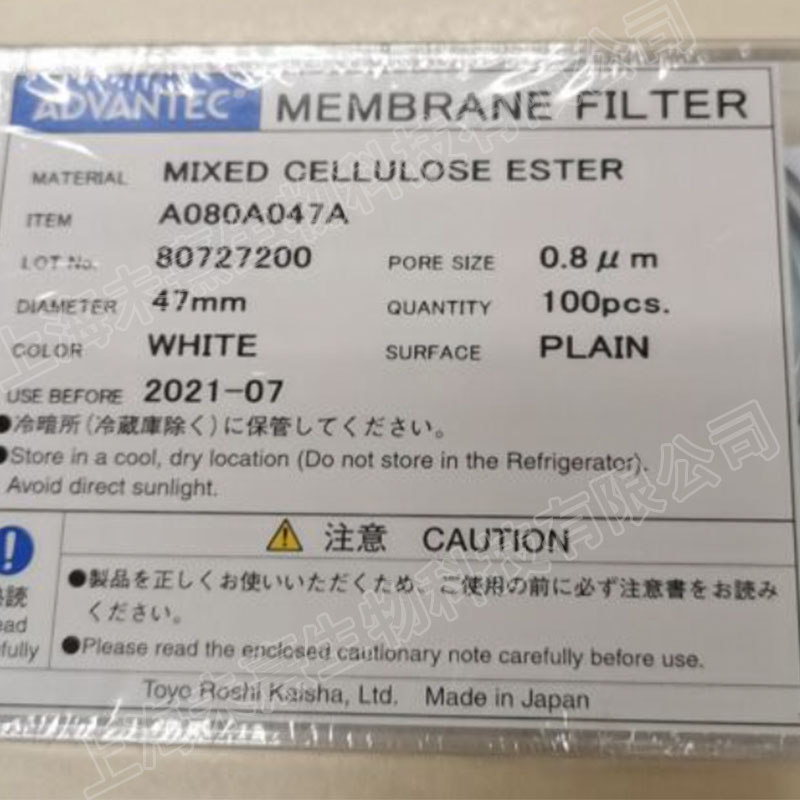 ADVANTEC® MEMBRANE FILTER
MATERIAL MIXED CELLULOSE ESTER
ITEM A080A047A
LOT No. 80727200 PORE SIZE 0.8μm
DIAMETER 47mm QUANTITY 100pcs.
COLOR WHITE SURFACE PLAIN
USE BEFORE 2021-07
●冷暗所(冷蔵庫除く)に保管してください。
●Store in a cool, dry location (Do not store in the Refrigerator).
Avoid direct sunlight.
注意 CAUTION
●製品を正しくお使いいただくため、ご使用の前に必ず注意書をお読み
ください。
●Please read the enclosed cautionary note carefully before use.
Toyo Roshi Kaisha, Ltd. Made in Japan